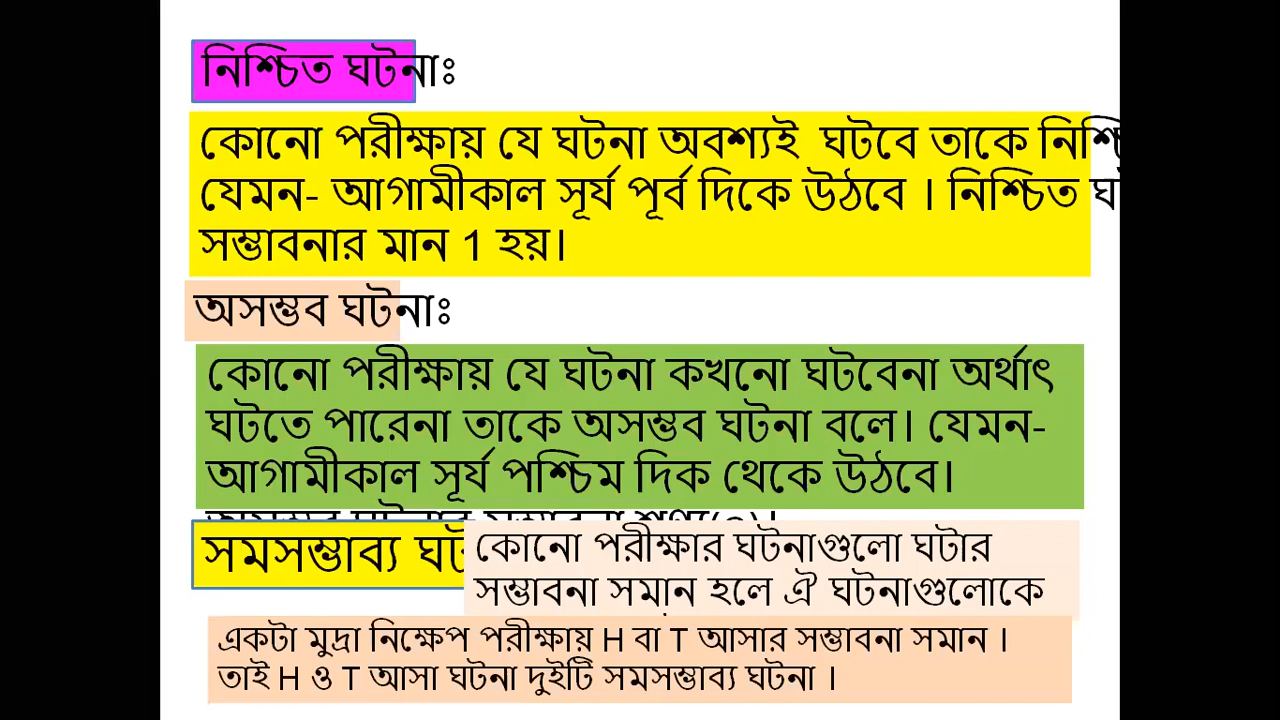 নিশ্চিত ঘটনাঃ
কোনো পরীক্ষায় যে ঘটনা অবশ্যই ঘটবে তাকে
যেমন- আগামীকাল সূর্য পূর্ব দিকে উঠবে । নিশ্চিত
সম্ভাবনার মান 1 হয়।
অসম্ভব ঘটনাঃ
কোনো পরীক্ষায় যে ঘটনা কখনো ঘটবেনা অর্থাৎ
ঘটতে পারেনা তাকে অসম্ভব ঘটনা বলে। যেমন-
আগামীকাল সূর্য পশ্চিম দিক থেকে উঠবে।
সমসম্ভাব্য
কোনো পরীক্ষার ঘটনাগুলো ঘটার
সম্ভাবনা সমান হলে ঐ ঘটনাগুলোকে
একটা মুদ্রা নিক্ষেপ পরীক্ষায় H বা T আসার সম্ভাবনা সমান ।
তাই H ও T আসা ঘটনা দুইটি সমসম্ভাব্য ঘটনা ।